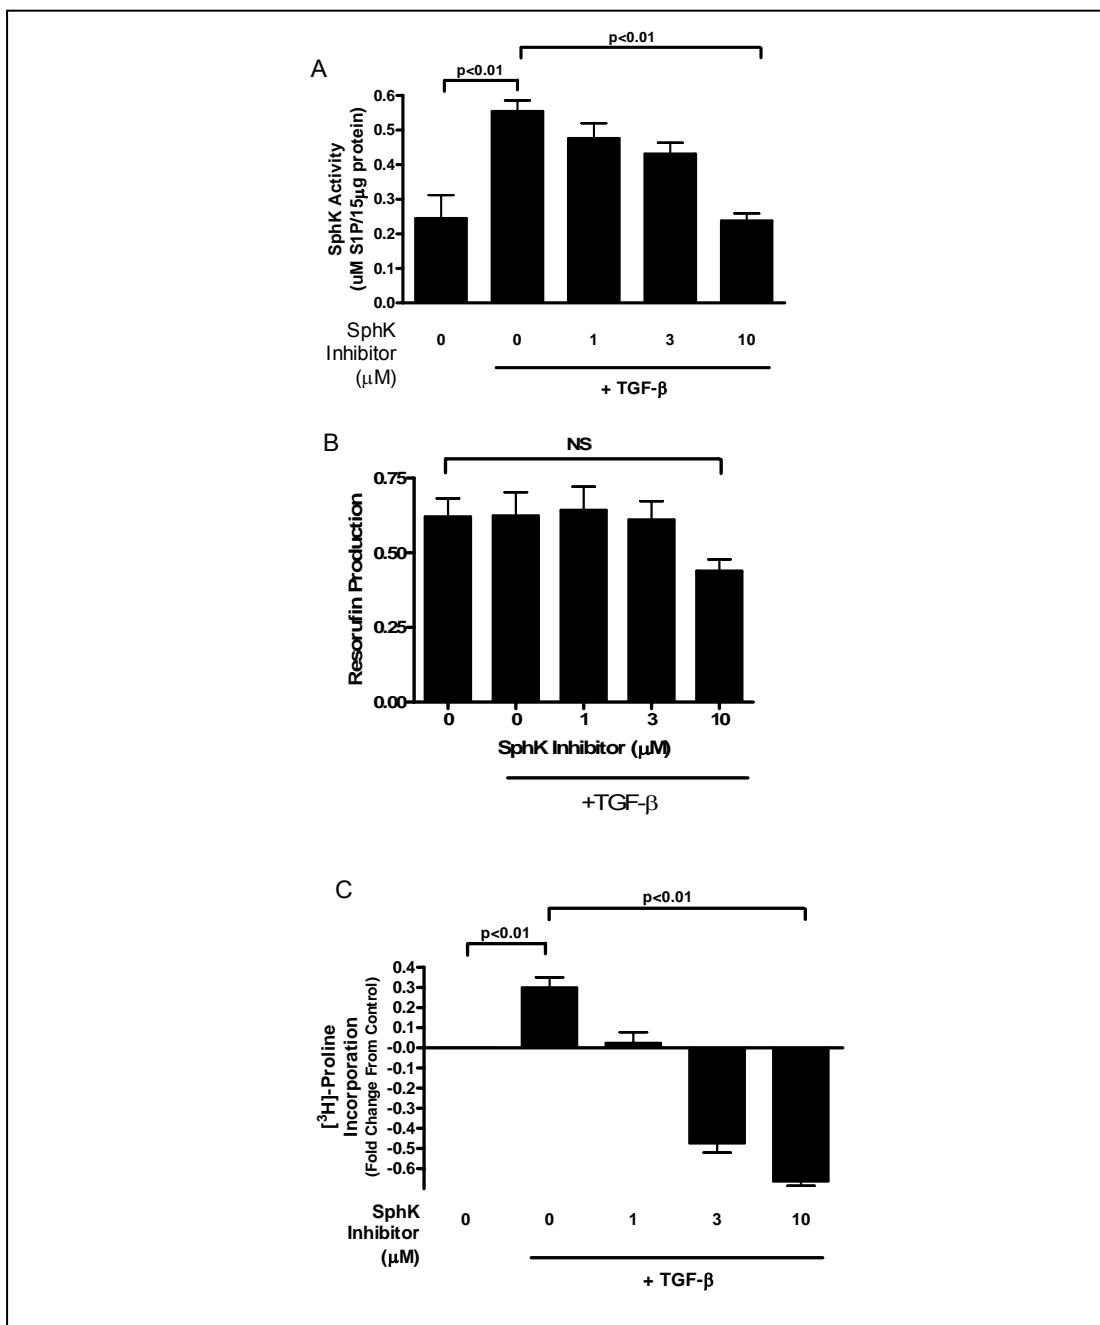 A
p<0.01
p<0.01
SphK Activity
(uM S1P/15µg protein)
0.6
0.5
0.4
0.3
0.2
0.1
0.0
SphK
Inhibitor
(µM)
0 0 1 3 10
+ TGF-β
B
NS
Resorufin Production
0.75
0.50
0.25
0.00
0 0 1 3 10
SphK Inhibitor (µM)
+TGF-β
C
p<0.01
p<0.01
[³H]-Proline
Incorporation
(Fold Change From Control)
0.4
0.3
0.2
0.1
-0.0
-0.1
-0.2
-0.3
-0.4
-0.5
-0.6
SphK
Inhibitor
(µM)
0 0 1 3 10
+ TGF-β